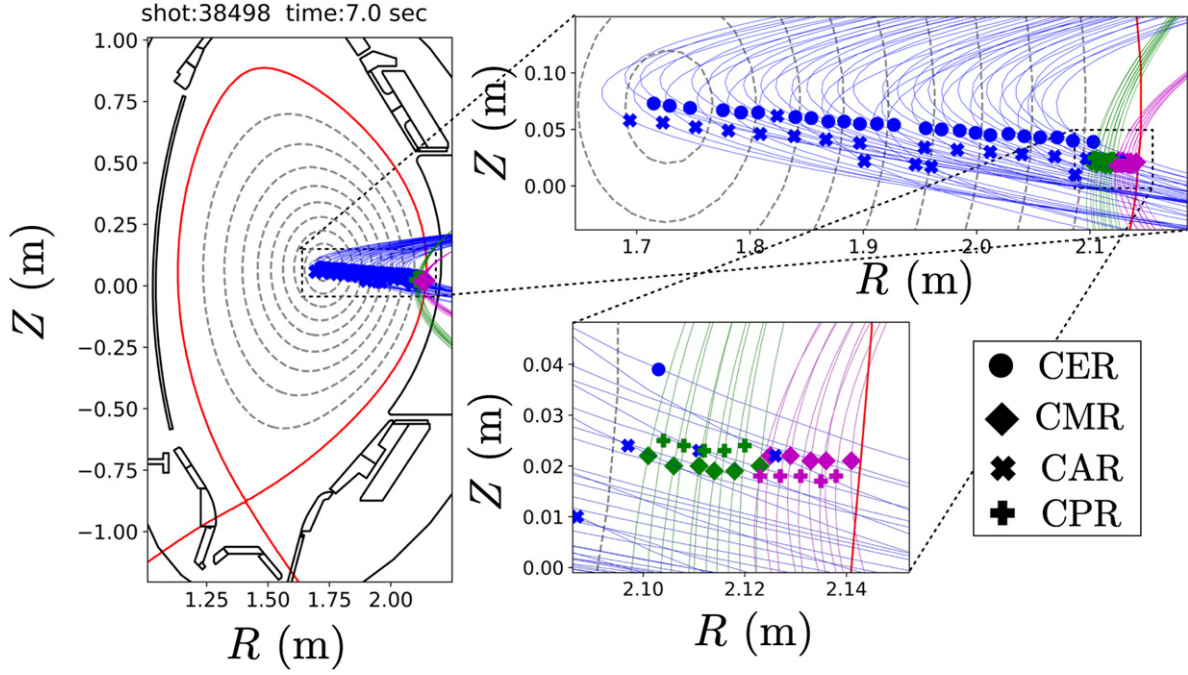 shot:38498 time:7.0 sec
1.00
0.75
0.50
0.25
0.00
−0.25
−0.50
−0.75
−1.00
Z (m)
1.25 1.50 1.75 2.00
R (m)
0.10
0.05
0.00
Z (m)
1.7 1.8 1.9 2.0 2.1
R (m)
0.04
0.03
0.02
0.01
0.00
Z (m)
2.10 2.12 2.14
R (m)
CER
CMR
CAR
CPR